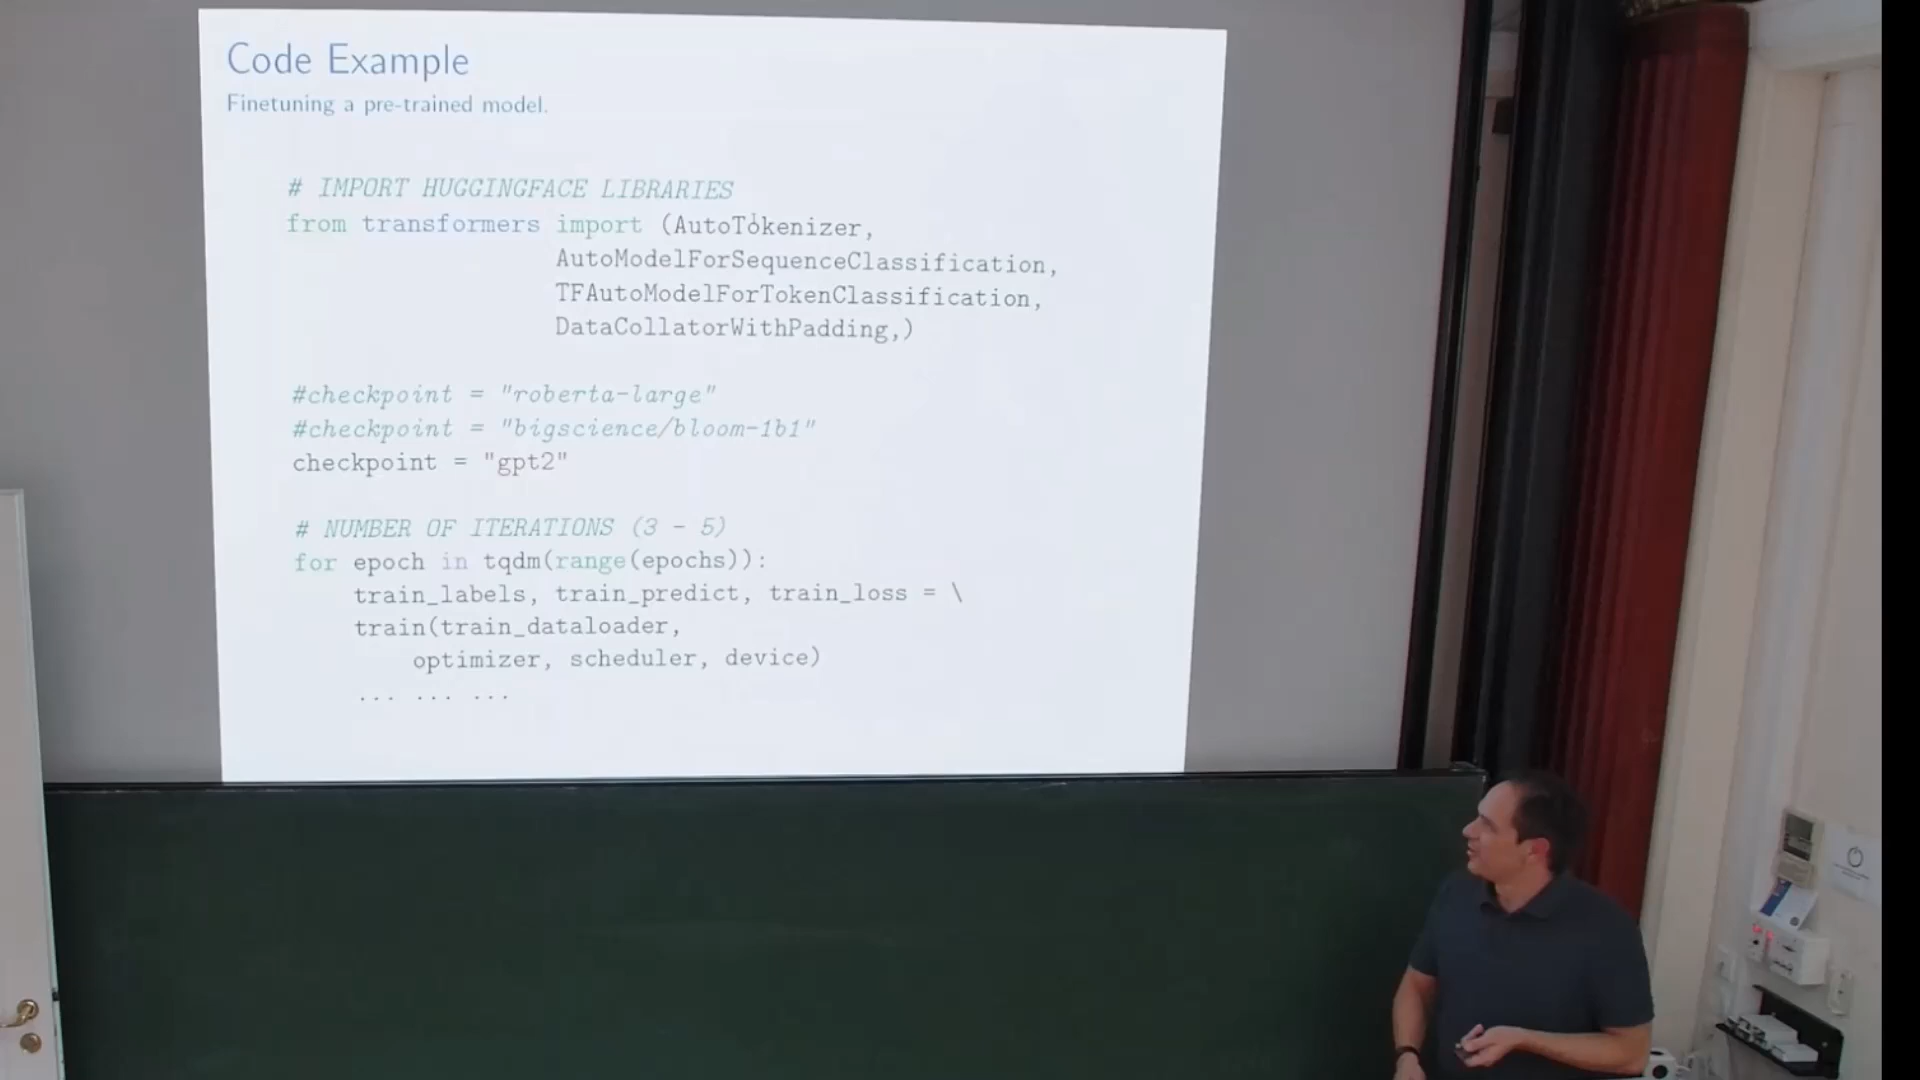 Code Example
Finetuning a pre-trained model.
# IMPORT HUGGINGFACE LIBRARIES
from transformers import (AutoTokenizer,
AutoModelForSequenceClassification,
TFAutoModelForTokenClassification,
DataCollatorWithPadding,)
#checkpoint = "roberta-large"
#checkpoint = "bigscience/bloom-1b1"
checkpoint = "gpt2"
# NUMBER OF ITERATIONS (3 - 5)
for epoch in tqdm(range(epochs)):
train_labels, train_predict, train_loss = \
train(train_dataloader,
optimizer, scheduler, device)
... ... ...